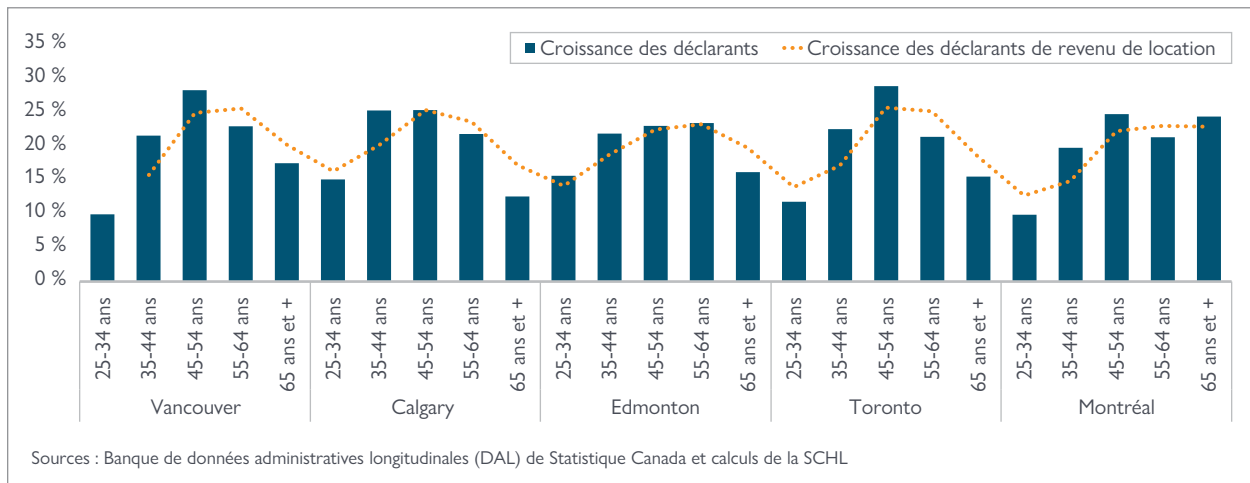 35 %
30 %
25 %
20 %
15 %
10 %
5 %
0 %
Croissance des déclarants
Croissance des déclarants de revenu de location
25-34 ans
35-44 ans
45-54 ans
55-64 ans
65 ans et +
25-34 ans
35-44 ans
45-54 ans
55-64 ans
65 ans et +
25-34 ans
35-44 ans
45-54 ans
55-64 ans
65 ans et +
25-34 ans
35-44 ans
45-54 ans
55-64 ans
65 ans et +
25-34 ans
35-44 ans
45-54 ans
55-64 ans
65 ans et +
Vancouver
Calgary
Edmonton
Toronto
Montréal
Sources : Banque de données administratives longitudinales (DAL) de Statistique Canada et calculs de la SCHL